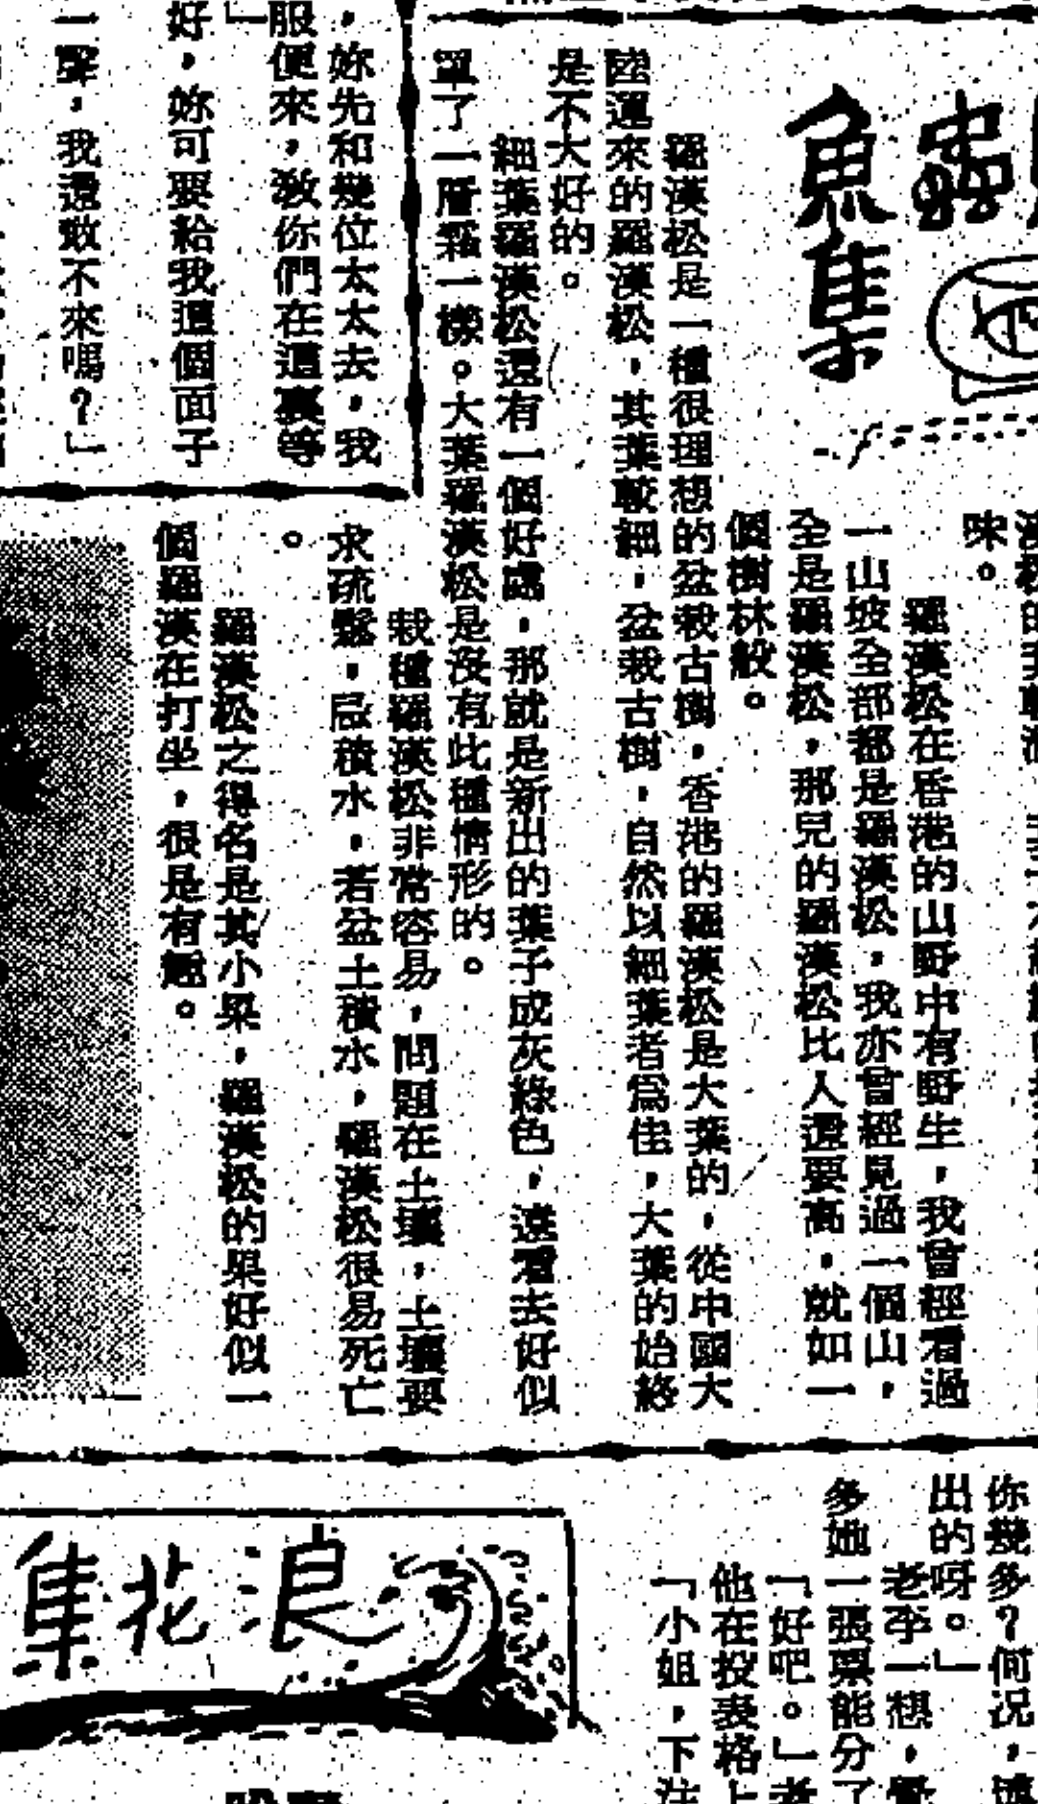 蟲
魚
集
味。
羅漢松在香港的山野中有野生，我曾經看過
一山坡全部都是羅漢松，我亦曾經見過一個山，
全是羅漢松，那兒的羅漢松比人還要高，就如一
個樹林般。
羅漢松是一種很理想的盆栽古樹，香港的羅漢松是大葉的，從中國大
陸運來的羅漢松，其葉較細，盆栽古樹，自然以細葉者爲佳，大葉的始終
是不大好的。
細葉羅漢松還有一個好處，那就是新出的葉子成灰綠色，遠看去好似
罩了一層霜一樣。大葉羅漢松是沒有此種情形的。
栽種羅漢松非常容易，問題在土壤，土壤要
求疏鬆，忌積水，若盆土積水，羅漢松很易死亡
。
羅漢松之得名是其小果，羅漢松的果好似一
個羅漢在打坐，很是有趣。
，妳先和幾位太太去，我
服便來，教你們在這裏等
」
好，妳可要給我這個面子
一聲，我還敢不來嗎？」
你幾多？何況，
出的呀。」
老李一想，
多她一張票能分了
「好吧。」老
他在投表格上
「小姐，下注
浪花集